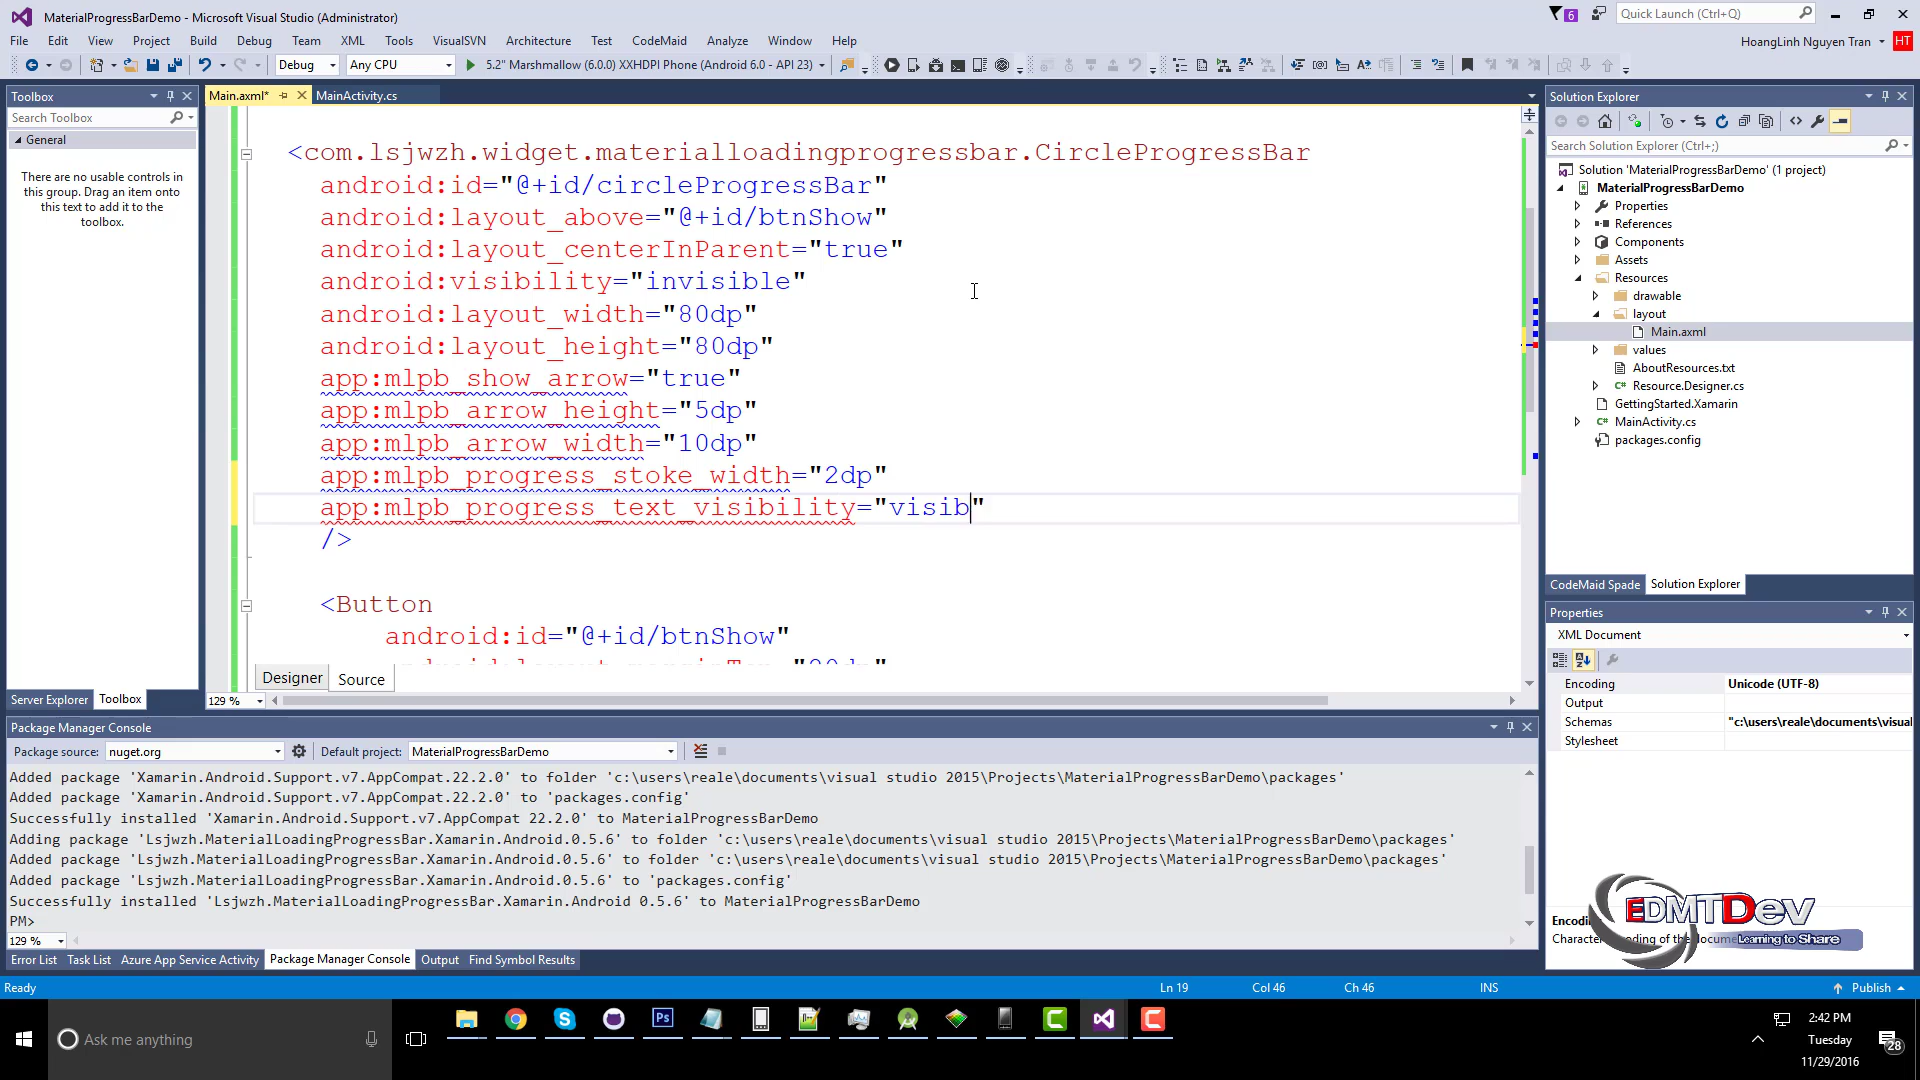 MaterialProgressBarDemo - Microsoft Visual Studio (Administrator)
6
Quick Launch (Ctrl+Q)
File Edit View Project Build Debug Team XML Tools VisualSVN Architecture Test CodeMaid Analyze Window Help
HoangLinh Nguyen Tran HT
Debug Any CPU 5.2" Marshmallow (6.0.0) XXHDPI Phone (Android 6.0 - API 23)
Toolbox
Search Toolbox
General
There are no usable controls in
this group. Drag an item onto
this text to add it to the
toolbox.
Server Explorer Toolbox
Main.axml* MainActivity.cs
<com.lsjwzh.widget.materialloadingprogressbar.CircleProgressBar
android:id="@+id/circleProgressBar"
android:layout_above="@+id/btnShow"
android:layout_centerInParent="true"
android:visibility="invisible"
android:layout_width="80dp"
android:layout_height="80dp"
app:mlpb_show_arrow="true"
app:mlpb_arrow_height="5dp"
app:mlpb_arrow_width="10dp"
app:mlpb_progress_stoke_width="2dp"
app:mlpb_progress_text_visibility="visib"
/>
<Button
android:id="@+id/btnShow"
Designer Source
129 %
Solution Explorer
Search Solution Explorer (Ctrl+;)
Solution 'MaterialProgressBarDemo' (1 project)
MaterialProgressBarDemo
Properties
References
Components
Assets
Resources
drawable
layout
Main.axml
values
AboutResources.txt
Resource.Designer.cs
GettingStarted.Xamarin
MainActivity.cs
packages.config
CodeMaid Spade Solution Explorer
Properties
XML Document
Encoding Unicode (UTF-8)
Output
Schemas "c:\users\reale\documents\visual
Stylesheet
EDMTDev
Learning to Share
Package Manager Console
Package source: nuget.org Default project: MaterialProgressBarDemo
Added package 'Xamarin.Android.Support.v7.AppCompat.22.2.0' to folder 'c:\users\reale\documents\visual studio 2015\Projects\MaterialProgressBarDemo\packages'
Added package 'Xamarin.Android.Support.v7.AppCompat.22.2.0' to 'packages.config'
Successfully installed 'Xamarin.Android.Support.v7.AppCompat 22.2.0' to MaterialProgressBarDemo
Adding package 'Lsjwzh.MaterialLoadingProgressBar.Xamarin.Android.0.5.6' to folder 'c:\users\reale\documents\visual studio 2015\Projects\MaterialProgressBarDemo\packages'
Added package 'Lsjwzh.MaterialLoadingProgressBar.Xamarin.Android.0.5.6' to folder 'c:\users\reale\documents\visual studio 2015\Projects\MaterialProgressBarDemo\packages'
Added package 'Lsjwzh.MaterialLoadingProgressBar.Xamarin.Android.0.5.6' to 'packages.config'
Successfully installed 'Lsjwzh.MaterialLoadingProgressBar.Xamarin.Android 0.5.6' to MaterialProgressBarDemo
PM>
129 %
Error List Task List Azure App Service Activity Package Manager Console Output Find Symbol Results
Ready Ln 19 Col 46 Ch 46 INS Publish
Ask me anything
2:42 PM
Tuesday
11/29/2016
28